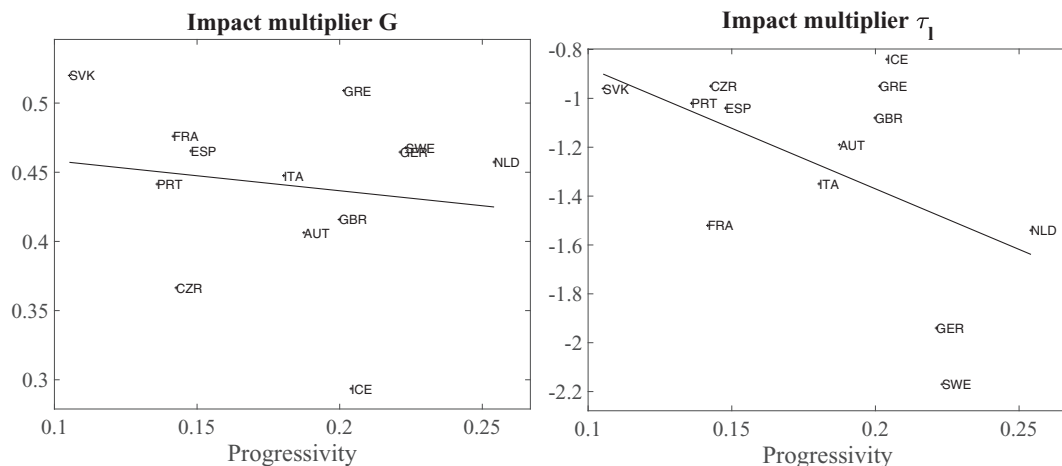 Impact multiplier G
0.5
0.45
0.4
0.35
0.3
SVK
GRE
FRA
ESP
SWE
GER
NLD
ITA
PRT
GBR
AUT
CZR
ICE
0.1
0.15
0.2
0.25
Progressivity
Impact multiplier τl
-0.8
-1
-1.2
-1.4
-1.6
-1.8
-2
-2.2
ICE
SVK
CZR
GRE
PRT
ESP
GBR
AUT
ITA
FRA
NLD
GER
SWE
0.1
0.15
0.2
0.25
Progressivity